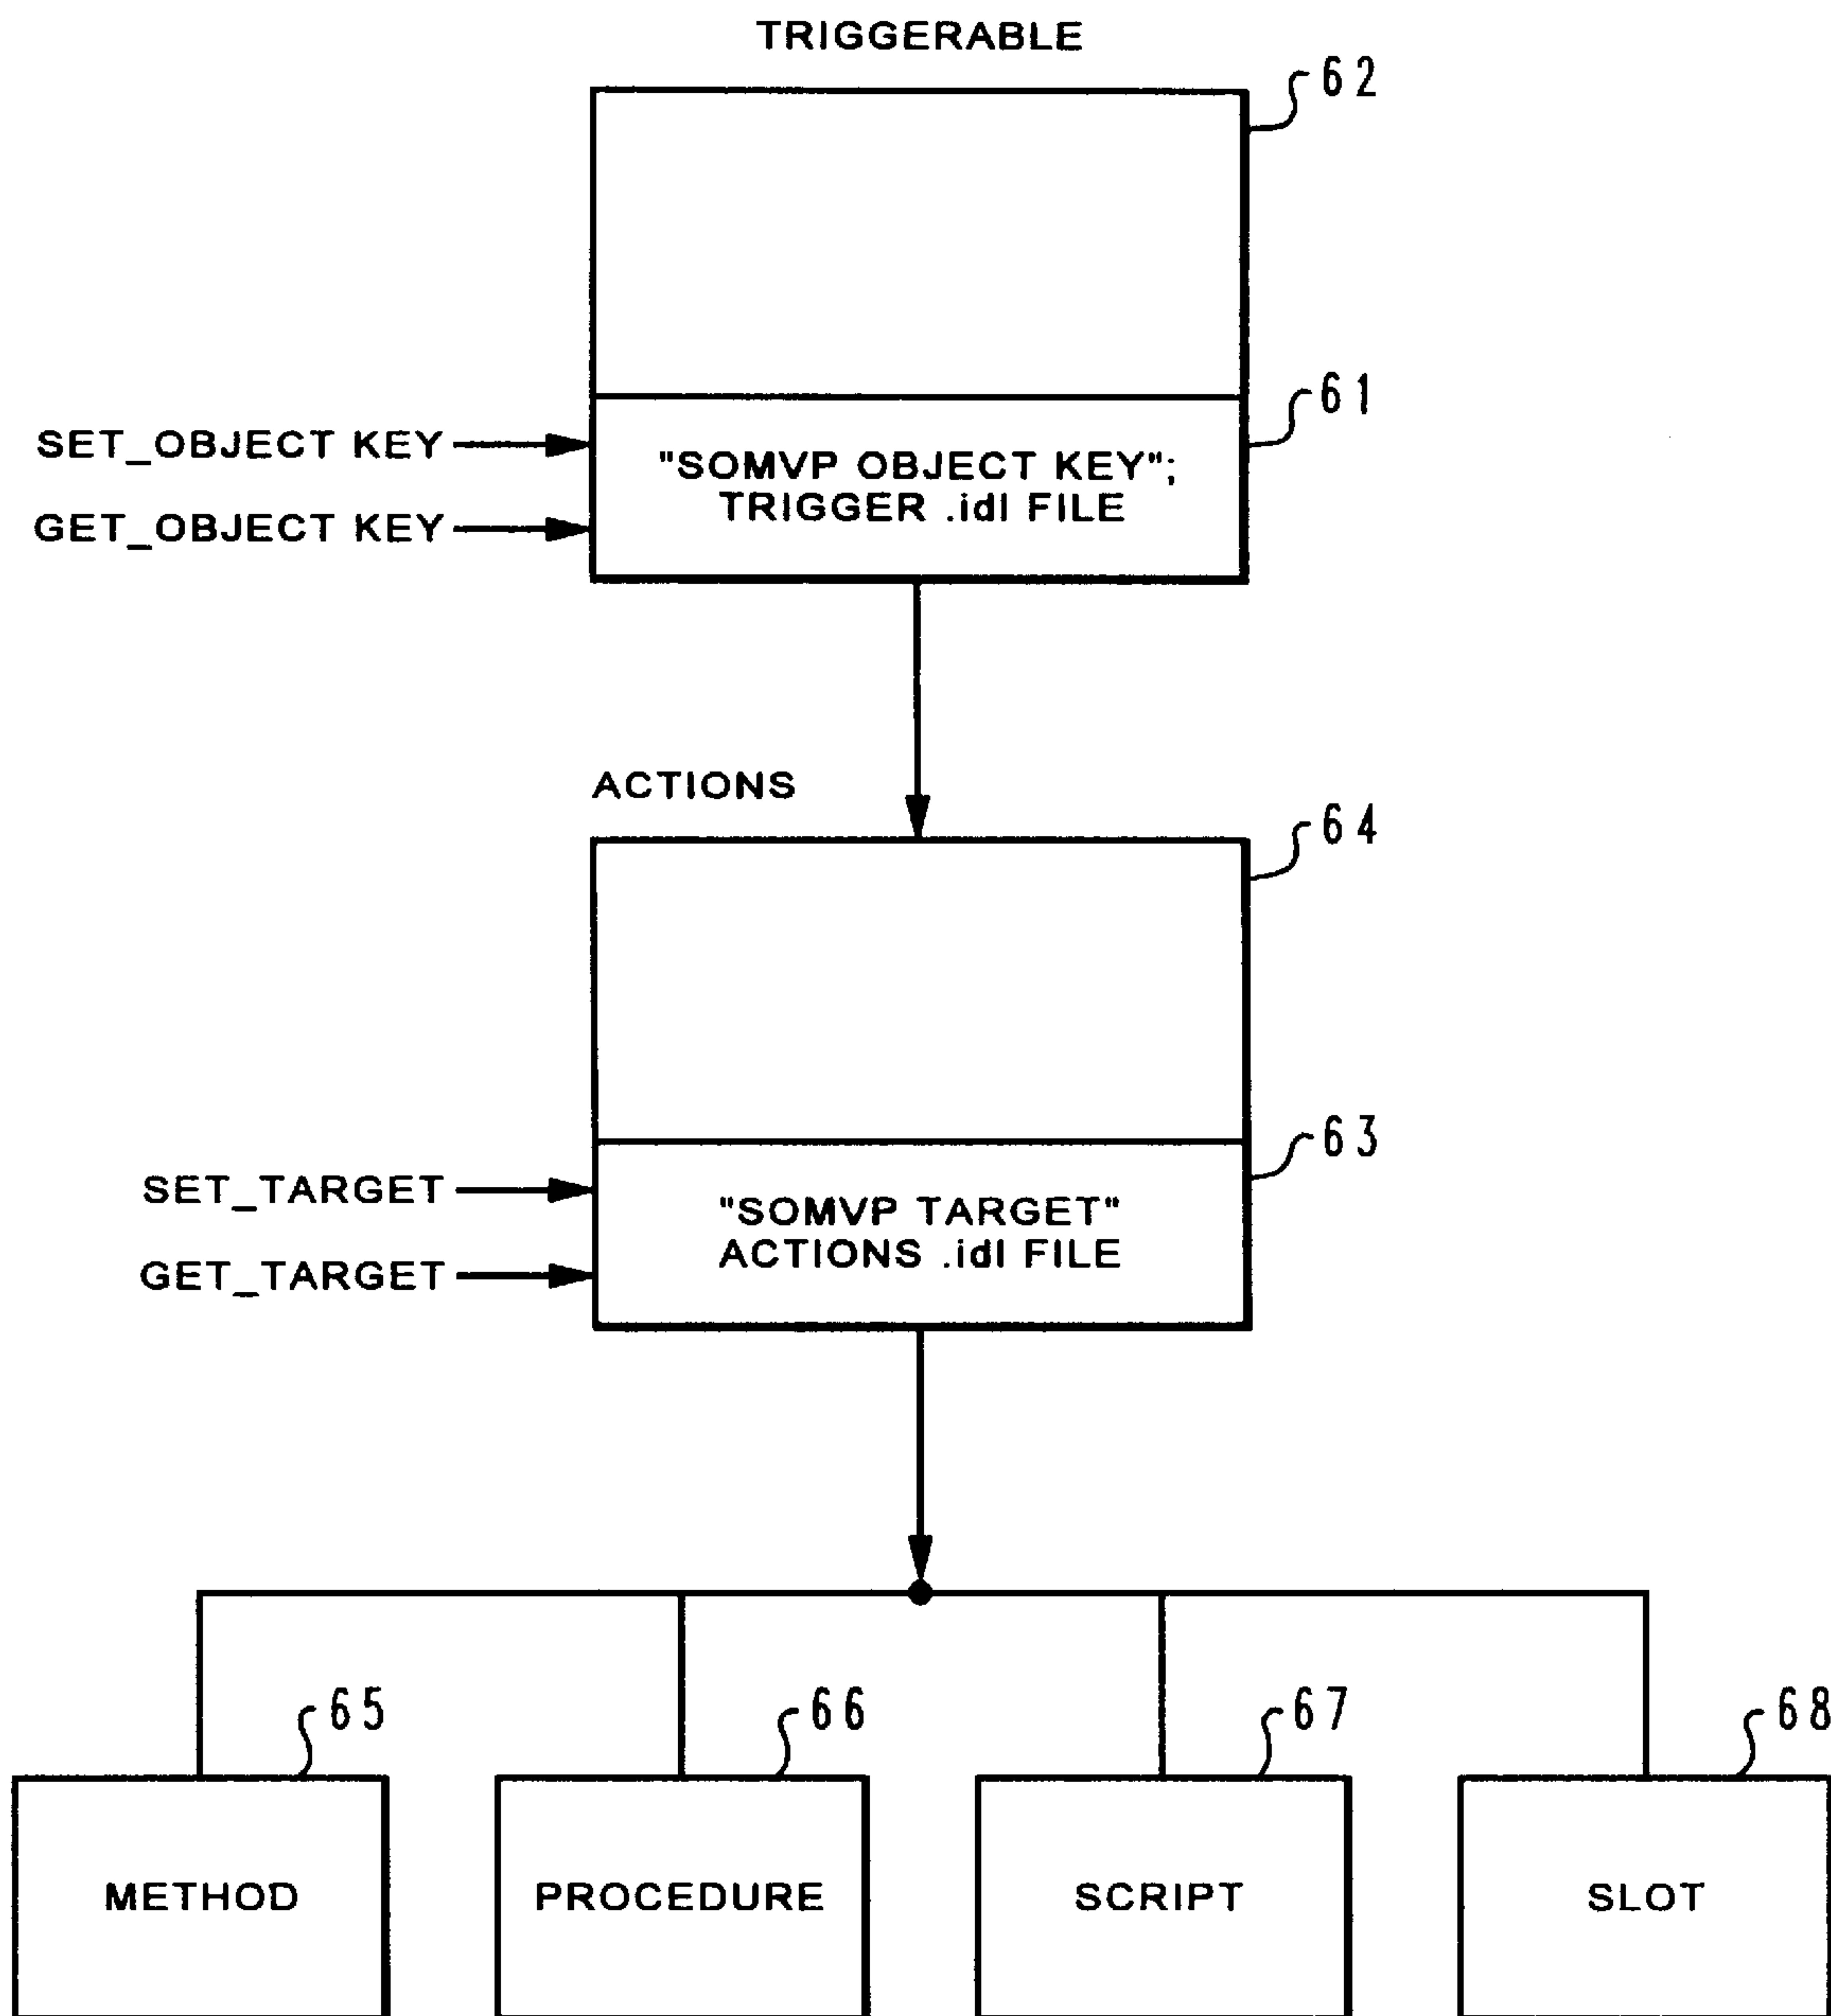 TRIGGERABLE
62
61
SET_OBJECT KEY
GET_OBJECT KEY
"SOMVP OBJECT KEY";
TRIGGER .idl FILE
ACTIONS
64
63
SET_TARGET
GET_TARGET
"SOMVP TARGET"
ACTIONS .idl FILE
65
66
67
68
METHOD
PROCEDURE
SCRIPT
SLOT